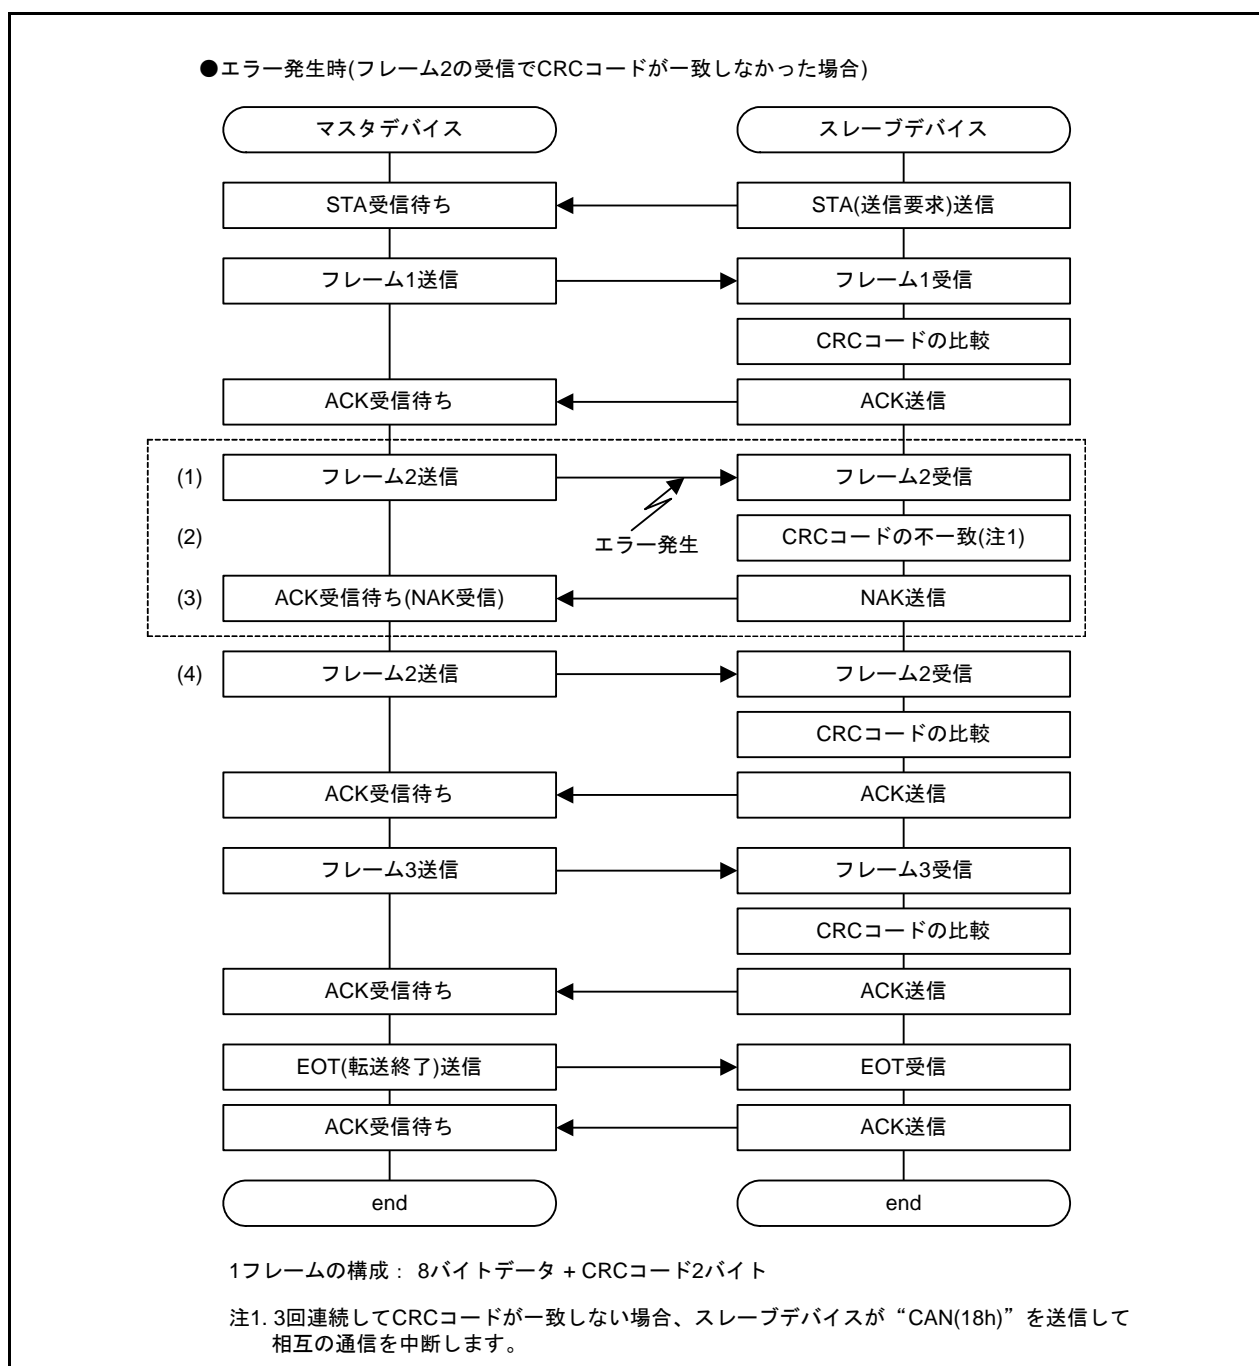 ●エラー発生時(フレーム2の受信でCRCコードが一致しなかった場合)
マスタデバイス
スレーブデバイス
STA受信待ち
STA(送信要求)送信
フレーム1送信
フレーム1受信
CRCコードの比較
ACK受信待ち
ACK送信
(1)
フレーム2送信
フレーム2受信
(2)
エラー発生
CRCコードの不一致(注1)
(3)
ACK受信待ち(NAK受信)
NAK送信
(4)
フレーム2送信
フレーム2受信
CRCコードの比較
ACK受信待ち
ACK送信
フレーム3送信
フレーム3受信
CRCコードの比較
ACK受信待ち
ACK送信
EOT(転送終了)送信
EOT受信
ACK受信待ち
ACK送信
end
end
1フレームの構成： 8バイトデータ + CRCコード2バイト
注1. 3回連続してCRCコードが一致しない場合、スレーブデバイスが“CAN(18h)”を送信して
相互の通信を中断します。